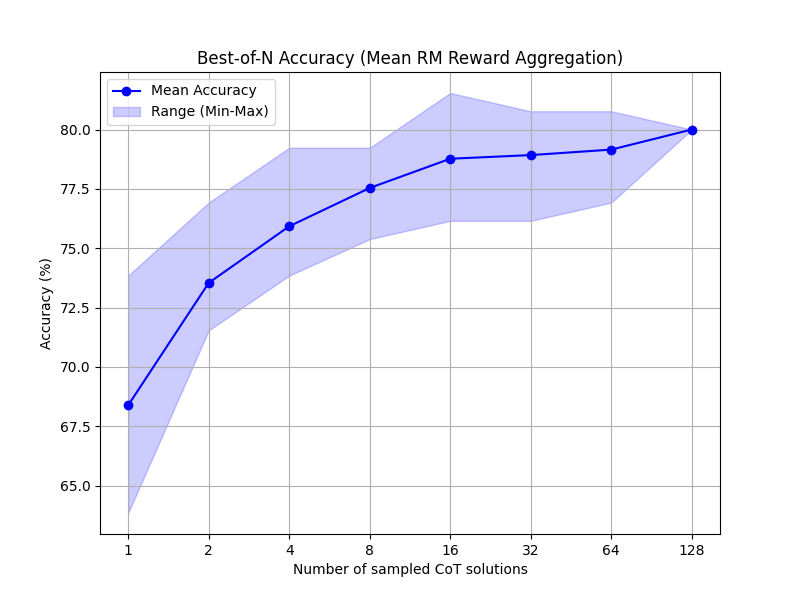 Best-of-N Accuracy (Mean RM Reward Aggregation)
Mean Accuracy
Range (Min-Max)
80.0
77.5
75.0
72.5
70.0
67.5
65.0
Accuracy (%)
1 2 4 8 16 32 64 128
Number of sampled CoT solutions